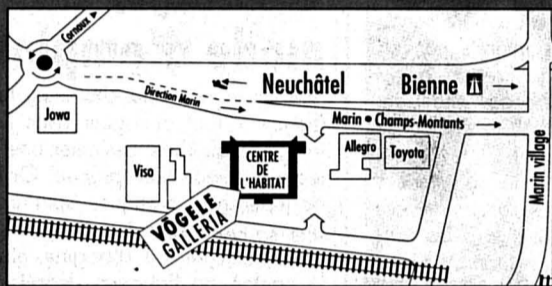 Cornaux
Neuchâtel
Bienne
Direction Marin
Jowa
Marin • Champs-Montants
Marin village
Viso
CENTRE
DE
L'HABITAT
Allegro
Toyota
VÖGELE
GALLERIA